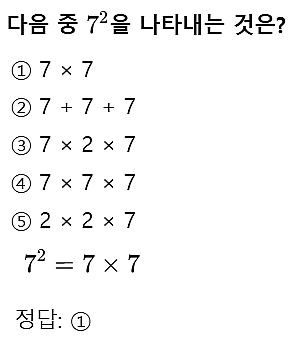 다음 중 7²을 나타내는 것은?
① 7 × 7
② 7 + 7 + 7
③ 7 × 2 × 7
④ 7 × 7 × 7
⑤ 2 × 2 × 7
7² = 7 × 7
정답: ①